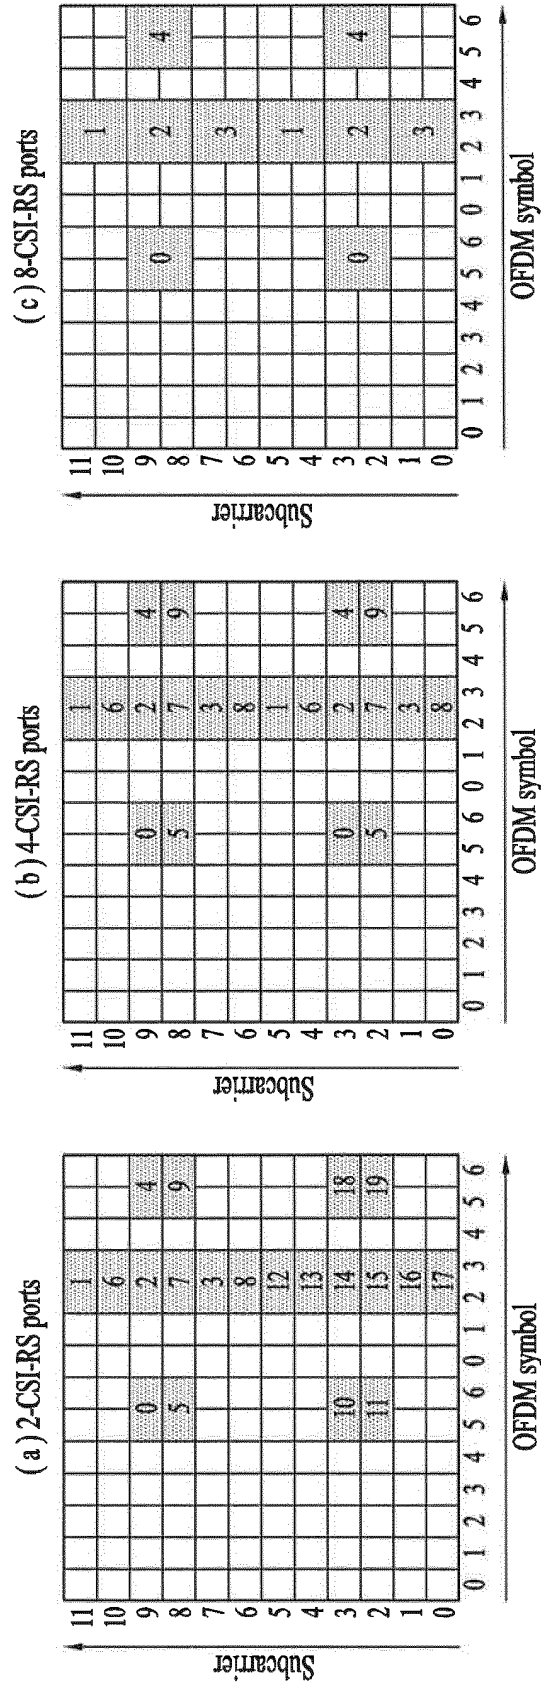 ( a ) 2-CSI-RS ports
Subcarrier
11 1
10 6
9 0 2 4
8 5 7 9
7 3
6 8
5 12
4 13
3 10 14 18
2 11 15 19
1 16
0 17
0 1 2 3 4 5 6 0 1 2 3 4 5 6
OFDM symbol
( b ) 4-CSI-RS ports
Subcarrier
11 1
10 6
9 0 2 4
8 5 7 9
7 3
6 8
5 1
4 6
3 0 2 4
2 5 7 9
1 3
0 8
0 1 2 3 4 5 6 0 1 2 3 4 5 6
OFDM symbol
( c ) 8-CSI-RS ports
Subcarrier
11
1
10
9
0 2 4
8
7
3
6
5
1
4
3
0 2 4
2
1
3
0
0 1 2 3 4 5 6 0 1 2 3 4 5 6
OFDM symbol